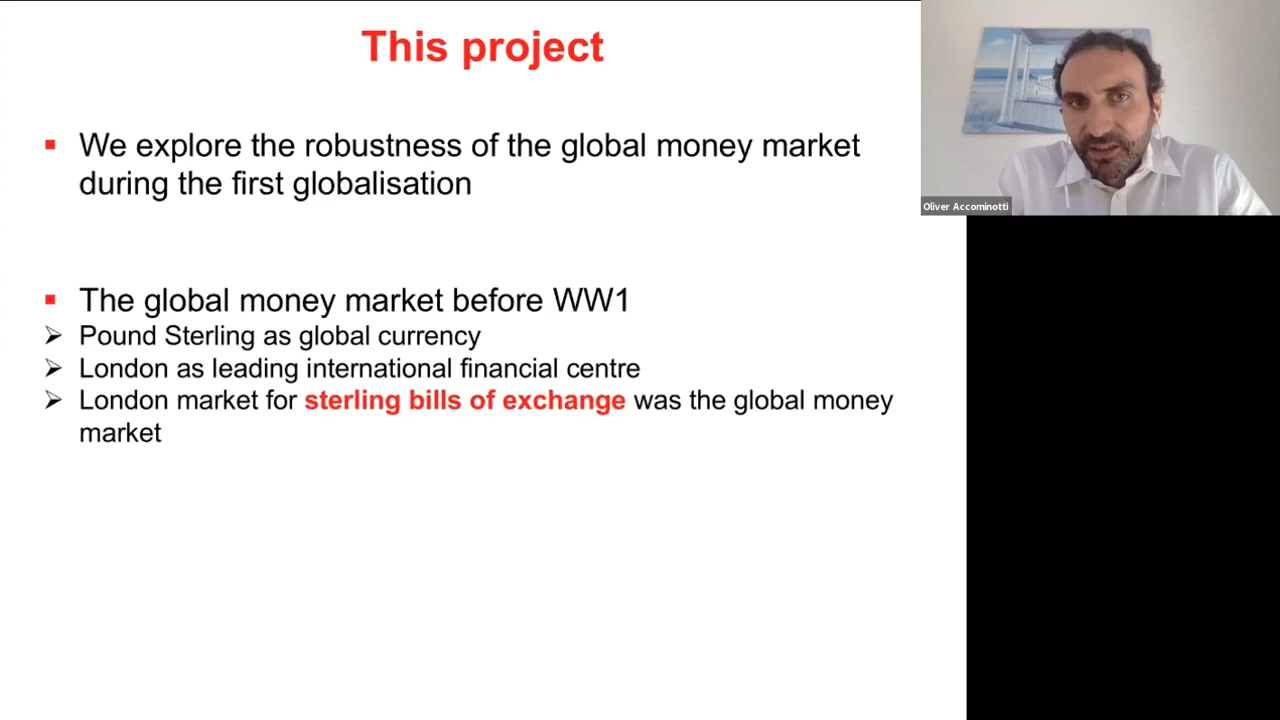 This project
We explore the robustness of the global money market
during the first globalisation
The global money market before WW1
Pound Sterling as global currency
London as leading international financial centre
London market for sterling bills of exchange was the global money
market
Oliver Accominotti